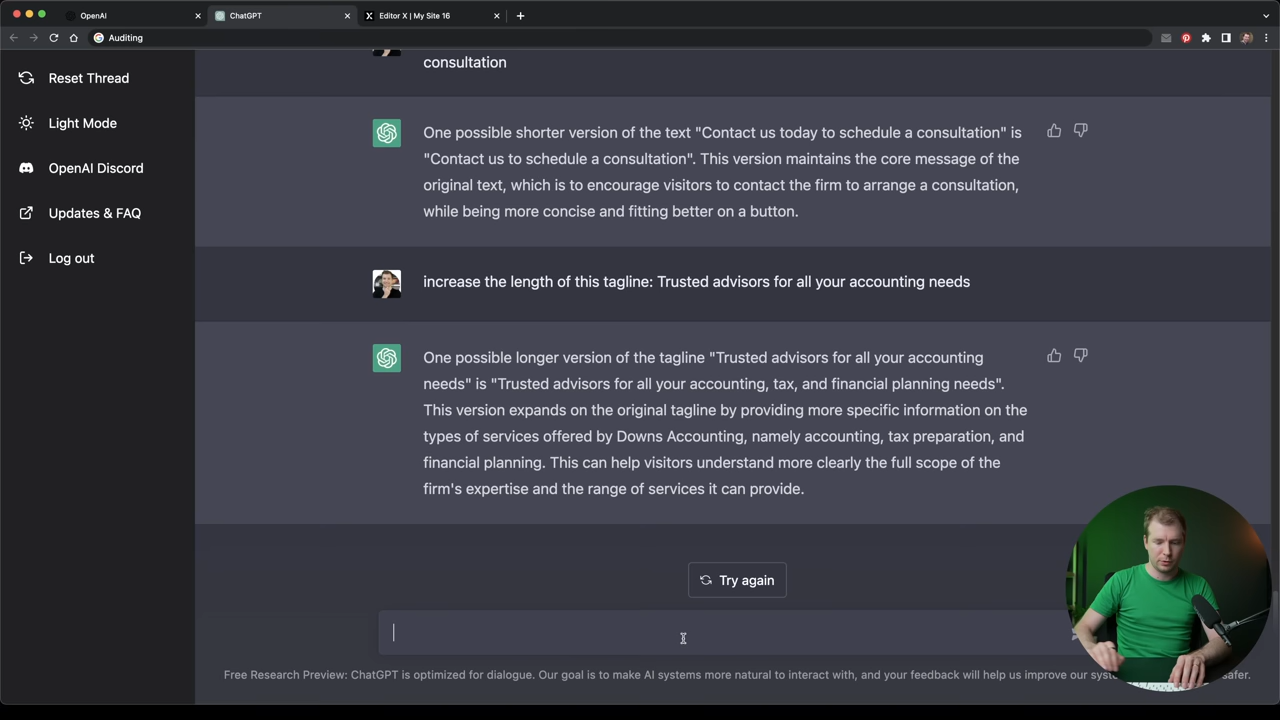 OpenAI
ChatGPT
Editor X | My Site 16
Auditing
Reset Thread
Light Mode
OpenAI Discord
Updates & FAQ
Log out
consultation
One possible shorter version of the text "Contact us today to schedule a consultation" is
"Contact us to schedule a consultation". This version maintains the core message of the
original text, which is to encourage visitors to contact the firm to arrange a consultation,
while being more concise and fitting better on a button.
increase the length of this tagline: Trusted advisors for all your accounting needs
One possible longer version of the tagline "Trusted advisors for all your accounting
needs" is "Trusted advisors for all your accounting, tax, and financial planning needs".
This version expands on the original tagline by providing more specific information on the
types of services offered by Downs Accounting, namely accounting, tax preparation, and
financial planning. This can help visitors understand more clearly the full scope of the
firm's expertise and the range of services it can provide.
Try again
Free Research Preview: ChatGPT is optimized for dialogue. Our goal is to make AI systems more natural to interact with, and your feedback will help us improve our